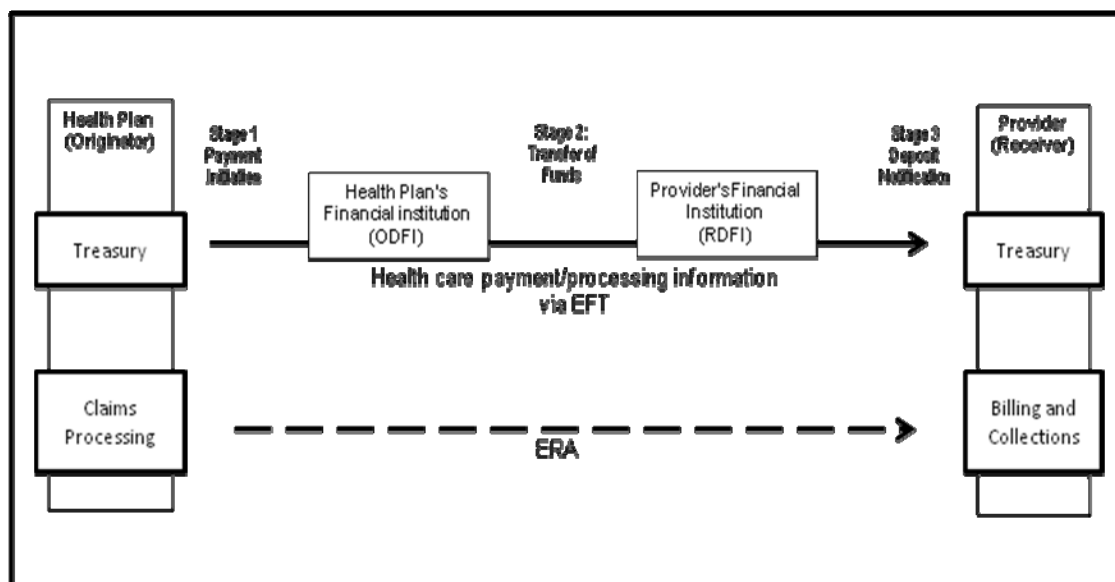 Health Plan
(Originator)
Stage 1
Payment
Initiation
Stage 2:
Transfer of
Funds
Stage 3
Deposit
Notification
Provider
(Receiver)
Health Plan's
Financial institution
(ODFI)
Provider's Financial
Institution
(RDFI)
Treasury
Treasury
Health care payment/processing information
via EFT
Claims
Processing
ERA
Billing and
Collections